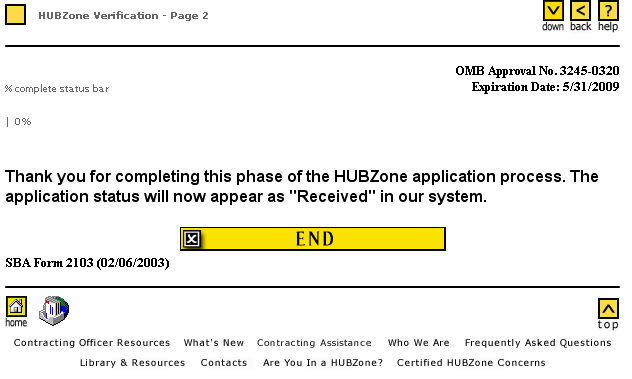 HUBZone Verification - Page 2
down back help
OMB Approval No. 3245-0320
Expiration Date: 5/31/2009
% complete status bar
| 0%
Thank you for completing this phase of the HUBZone application process. The
application status will now appear as "Received" in our system.
END
SBA Form 2103 (02/06/2003)
home
top
Contracting Officer Resources What's New Contracting Assistance Who We Are Frequently Asked Questions
Library & Resources Contacts Are You In a HUBZone? Certified HUBZone Concerns